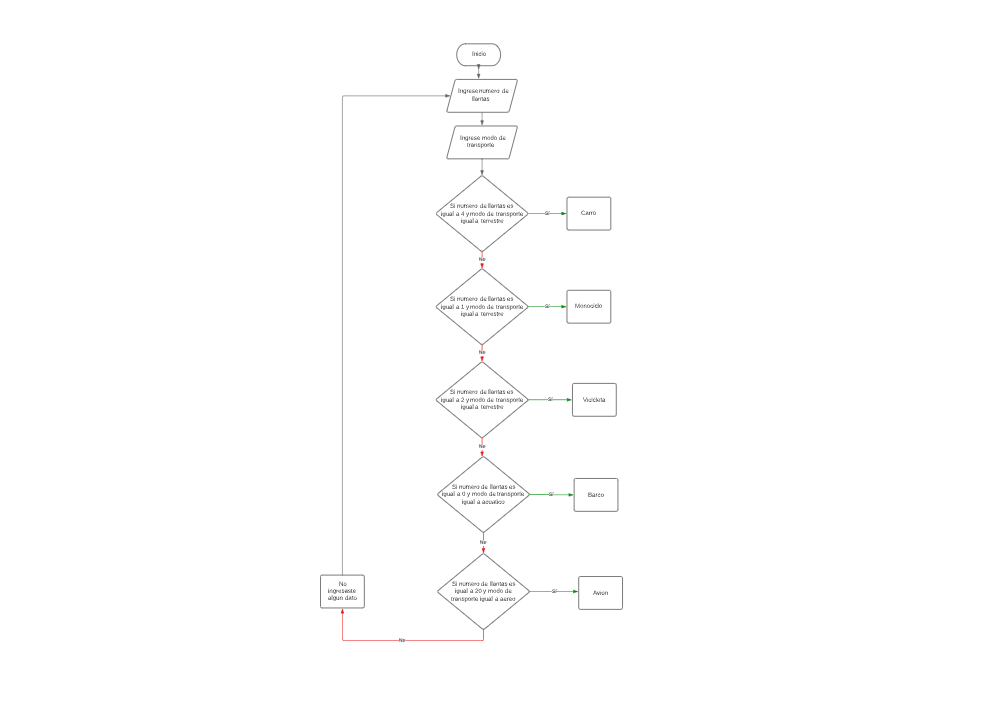 Inicio
Ingrese numero de
llantas
Ingrese modo de
transporte
Si numero de llantas es
igual a 4 y modo de transporte
igual a terrestre
Si
Carro
No
Si numero de llantas es
igual a 1 y modo de transporte
igual a terrestre
Si
Monociclo
No
Si numero de llantas es
igual a 2 y modo de transporte
igual a terrestre
Si
Vicicleta
No
Si numero de llantas es
igual a 0 y modo de transporte
igual a acuatico
Si
Barco
No
Si numero de llantas es
igual a 20 y modo de
transporte igual a aereo
Si
Avion
No
No
ingresaste
algun dato